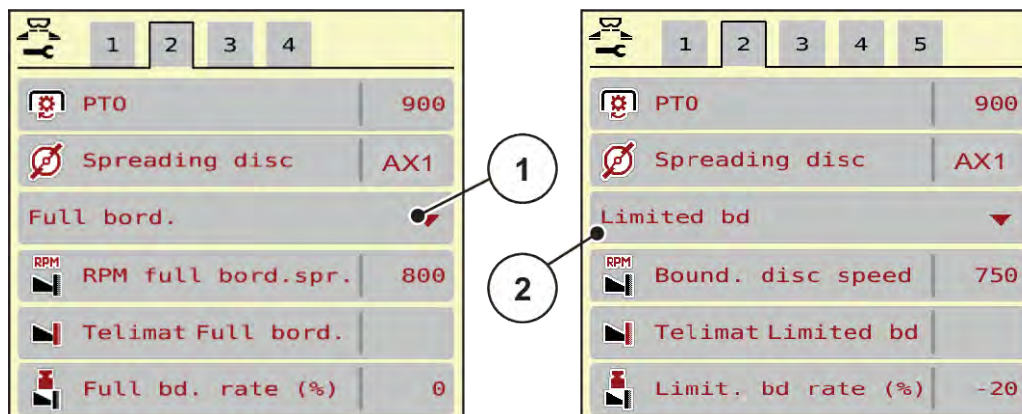 1 2 3 4
PTO 900
Spreading disc AX1
Full bord.
RPM
RPM full bord.spr. 800
Telimat Full bord.
Full bd. rate (%) 0
1
2
1 2 3 4 5
PTO 900
Spreading disc AX1
Limited bd
RPM
Bound. disc speed 750
Telimat Limited bd
Limit. bd rate (%) -20